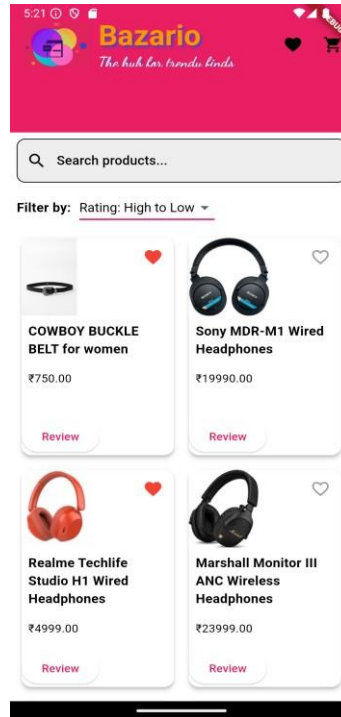 5:21
DEBUG
Bazario
The hub for trendy finds
Search products...
Filter by: Rating: High to Low
COWBOY BUCKLE
BELT for women
₹750.00
Review
Sony MDR-M1 Wired
Headphones
₹19990.00
Review
Realme Techlife
Studio H1 Wired
Headphones
₹4999.00
Review
Marshall Monitor III
ANC Wireless
Headphones
₹23999.00
Review